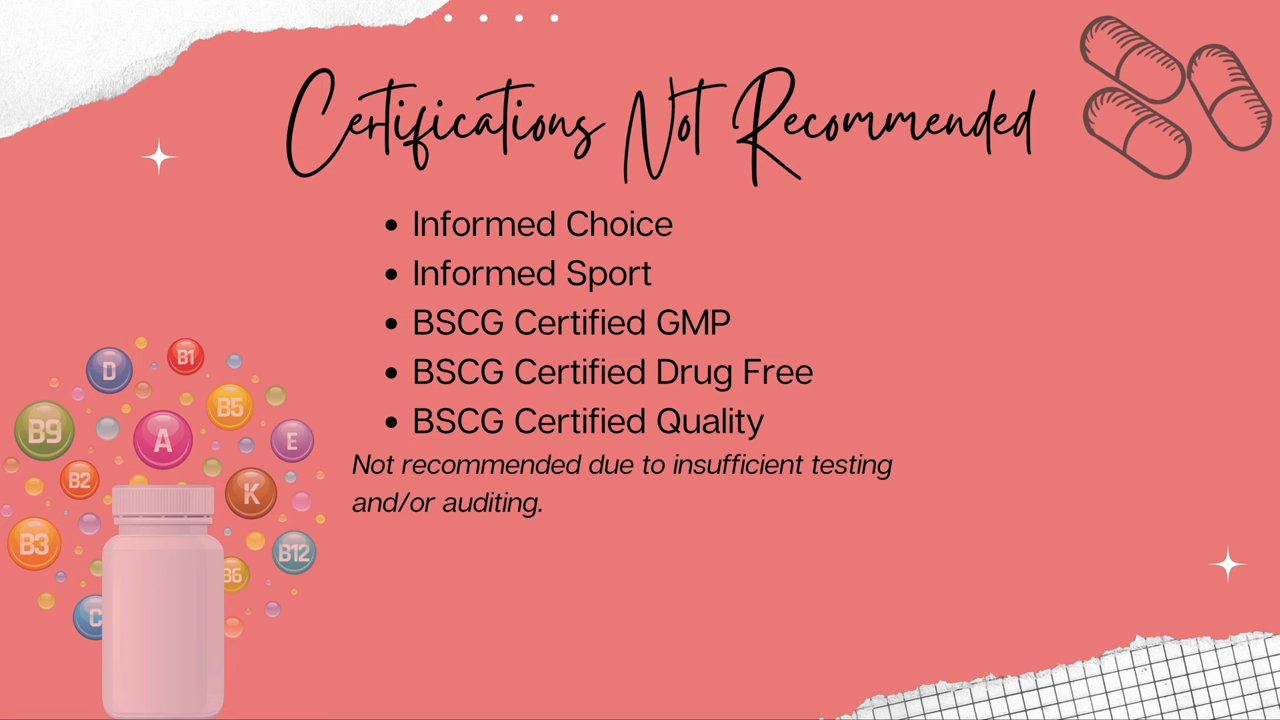 Certifications Not Recommended
• Informed Choice
• Informed Sport
• BSCG Certified GMP
• BSCG Certified Drug Free
• BSCG Certified Quality
Not recommended due to insufficient testing
and/or auditing.
B1
D
B5
B9
A
E
B2
K
B3
B12
B6
C